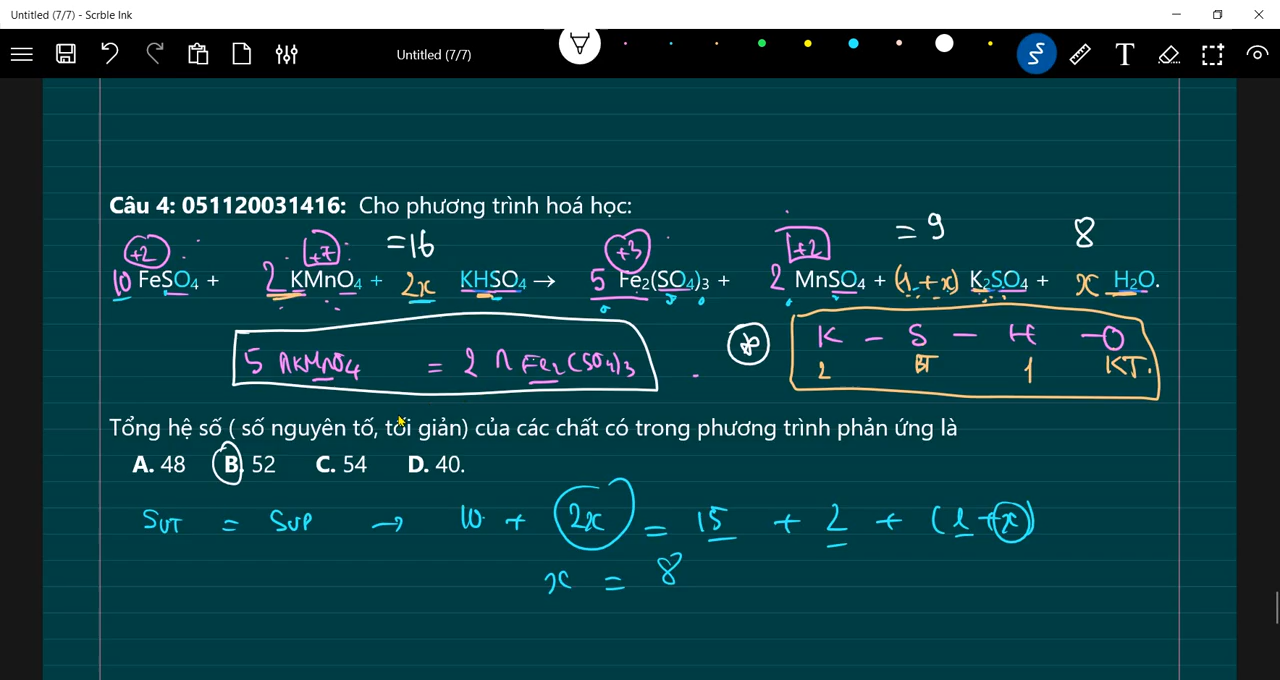 Untitled (7/7) - Scrble Ink
Untitled (7/7)
T
Câu 4: 051120031416: Cho phương trình hoá học:
+2 +7 =16 +3 +2 = 9 8
10 FeSO4 + 2 KMnO4 + 2x KHSO4 → 5 Fe2(SO4)3 + 2 MnSO4 + (1+x) K2SO4 + x H2O.
K - S - H - O
5 nKMnO4 = 2 n Fe2(SO4)3 . 2 BT 1 KT.
Tổng hệ số ( số nguyên tố, tối giản) của các chất có trong phương trình phản ứng là
A. 48 B. 52 C. 54 D. 40.
SVT = SVP → 10 + 2x = 15 + 2 + (1+x)
x = 8